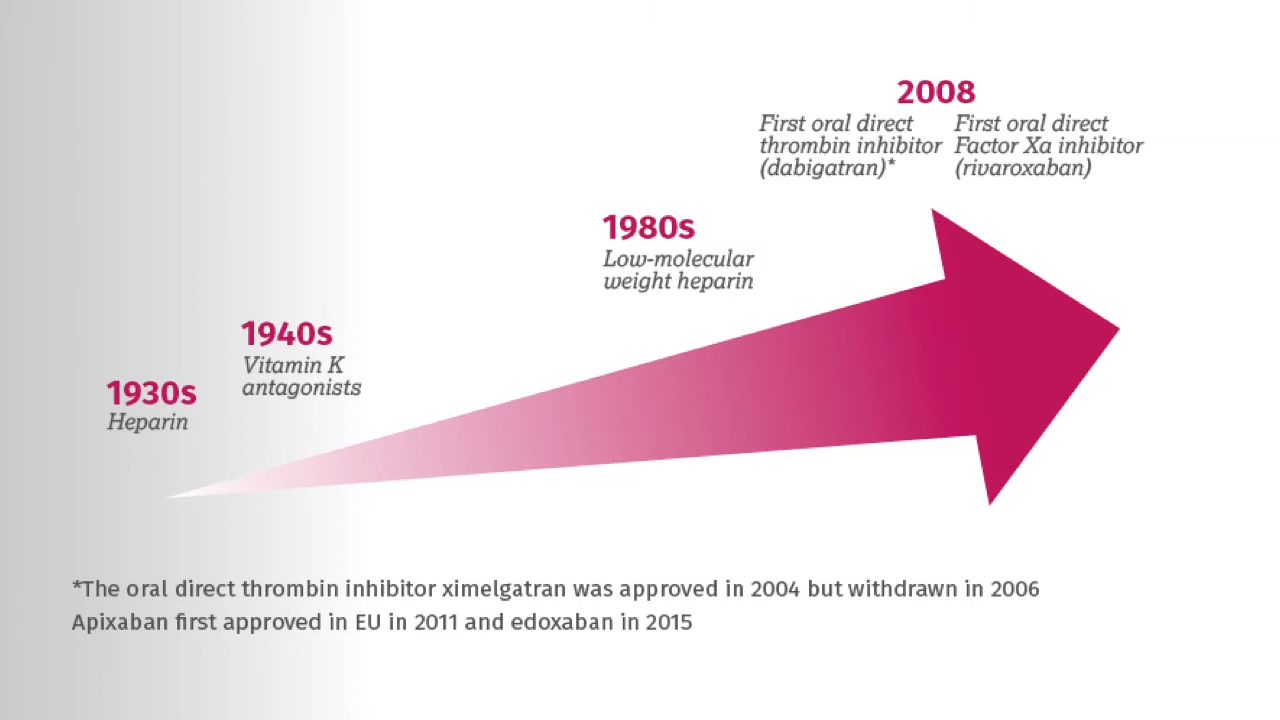 2008
First oral direct
thrombin inhibitor
(dabigatran)*
First oral direct
Factor Xa inhibitor
(rivaroxaban)
1980s
Low-molecular
weight heparin
1940s
Vitamin K
antagonists
1930s
Heparin
*The oral direct thrombin inhibitor ximelgatran was approved in 2004 but withdrawn in 2006
Apixaban first approved in EU in 2011 and edoxaban in 2015